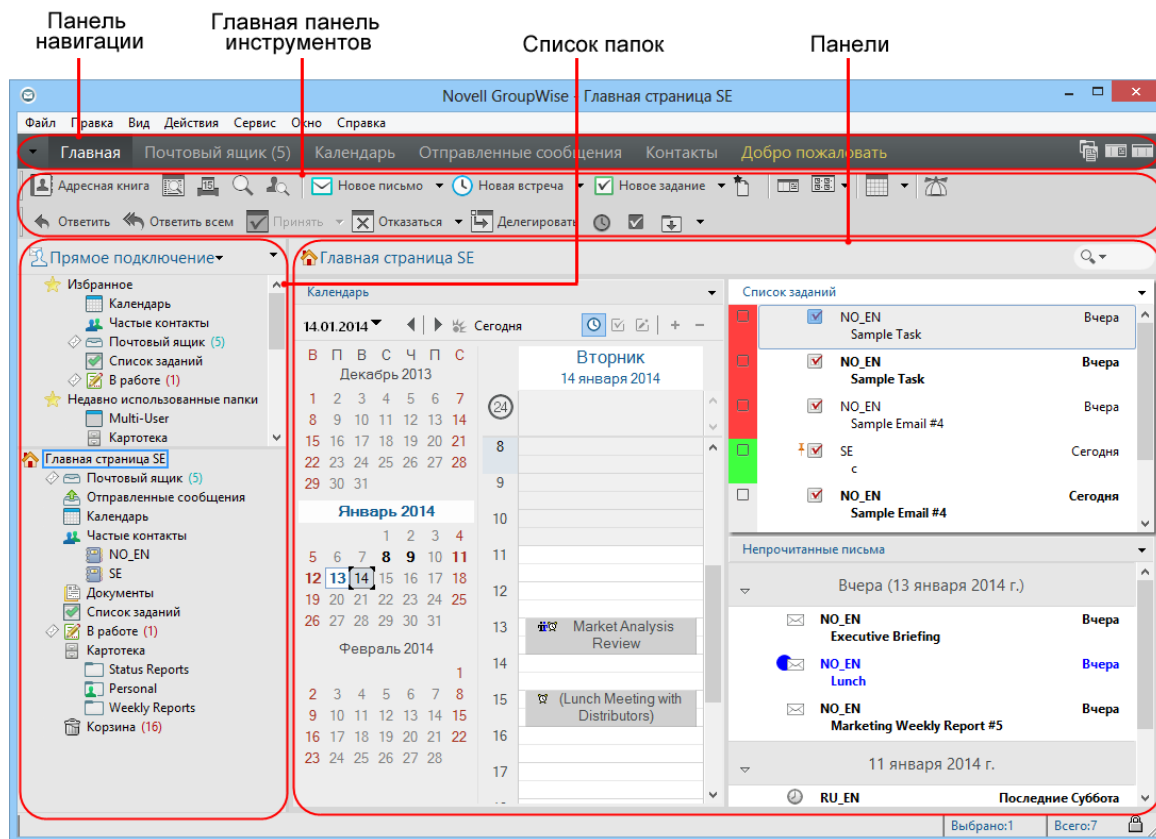 Панель навигации
Главная панель инструментов
Список папок
Панели
Novell GroupWise - Главная страница SE
Файл Правка Вид Действия Сервис Окно Справка
Главная Почтовый ящик (5) Календарь Отправленные сообщения Контакты Добро пожаловать
Адресная книга 15 Новое письмо Новая встреча Новое задание
Ответить Ответить всем Принять Отказаться Делегировать
Прямое подключение
Избранное
Календарь
Частые контакты
Почтовый ящик (5)
Список заданий
В работе (1)
Недавно использованные папки
Multi-User
Картотека
Главная страница SE
Почтовый ящик (5)
Отправленные сообщения
Календарь
Частые контакты
NO_EN
SE
Документы
Список заданий
В работе (1)
Картотека
Status Reports
Personal
Weekly Reports
Корзина (16)
Главная страница SE
Календарь
14.01.2014 Сегодня
В П В С Ч П С
Декабрь 2013
1 2 3 4 5 6 7
8 9 10 11 12 13 14
15 16 17 18 19 20 21
22 23 24 25 26 27 28
29 30 31
Январь 2014
1 2 3 4
5 6 7 8 9 10 11
12 13 14 15 16 17 18
19 20 21 22 23 24 25
26 27 28 29 30 31
Февраль 2014
1
2 3 4 5 6 7 8
9 10 11 12 13 14 15
16 17 18 19 20 21 22
23 24 25 26 27 28
Вторник
14 января 2014
24
8
9
10
11
12
13 Market Analysis
Review
14
15 (Lunch Meeting with
Distributors)
16
17
Список заданий
NO_EN Вчера
Sample Task
NO_EN Вчера
Sample Task
NO_EN Вчера
Sample Email #4
SE Сегодня
c
NO_EN Сегодня
Sample Email #4
Непрочитанные письма
Вчера (13 января 2014 г.)
NO_EN Вчера
Executive Briefing
NO_EN Вчера
Lunch
NO_EN Вчера
Marketing Weekly Report #5
11 января 2014 г.
RU_EN Последние Суббота
Выбрано:1 Всего:7